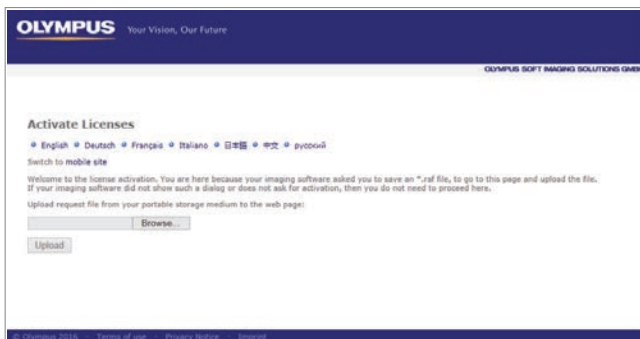 OLYMPUS Your Vision, Our Future
OLYMPUS SOFT IMAGING SOLUTIONS GMB
Activate Licenses
English Deutsch Français Italiano 日本語 中文 русский
Switch to mobile site
Welcome to the license activation. You are here because your imaging software asked you to save an "*.raf file, to go to this page and upload the file.
If your imaging software did not show such a dialog or does not ask for activation, then you do not need to proceed here.
Upload request file from your portable storage medium to the web page:
Browse...
Upload
© Olympus 2016 - Terms of use - Privacy Notice - Imprint